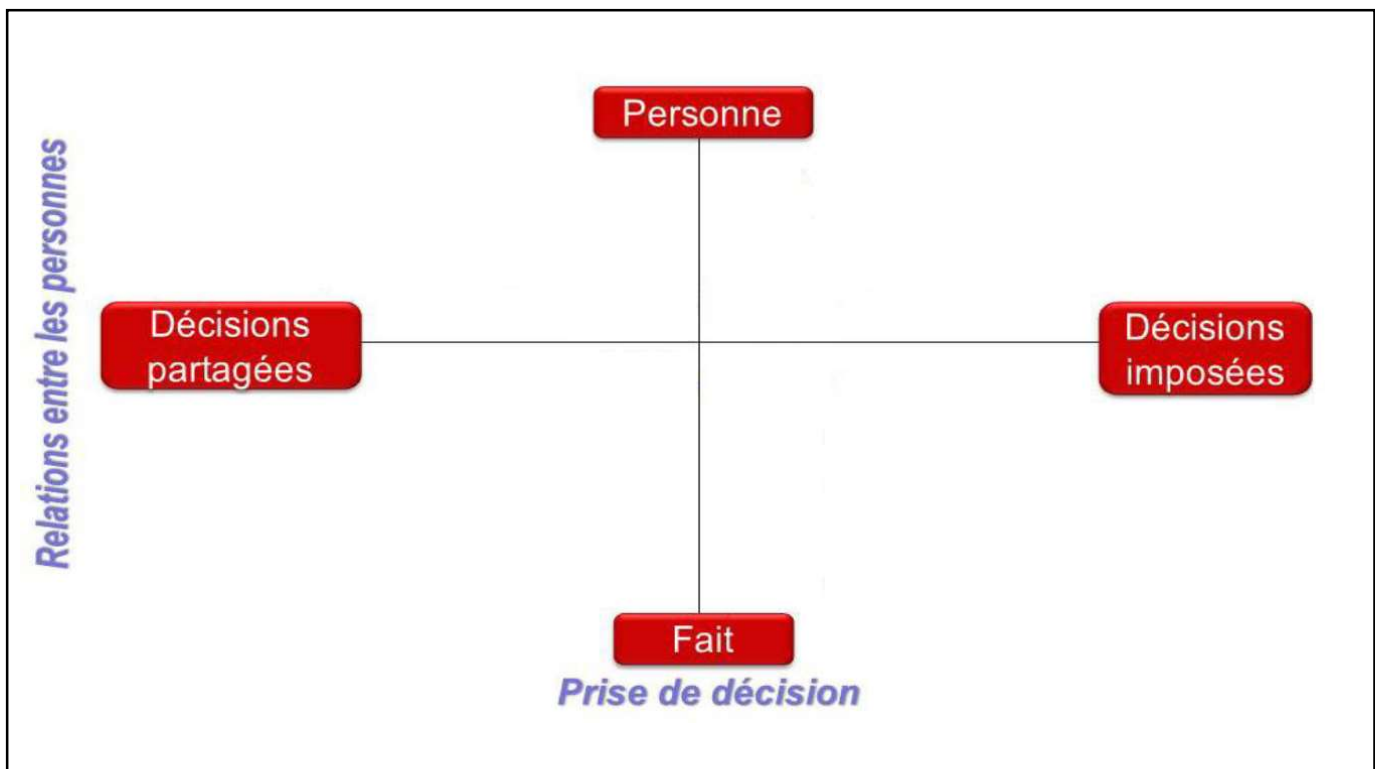 Personne
Relations entre les personnes
Décisions
partagées
Décisions
imposées
Fait
Prise de décision